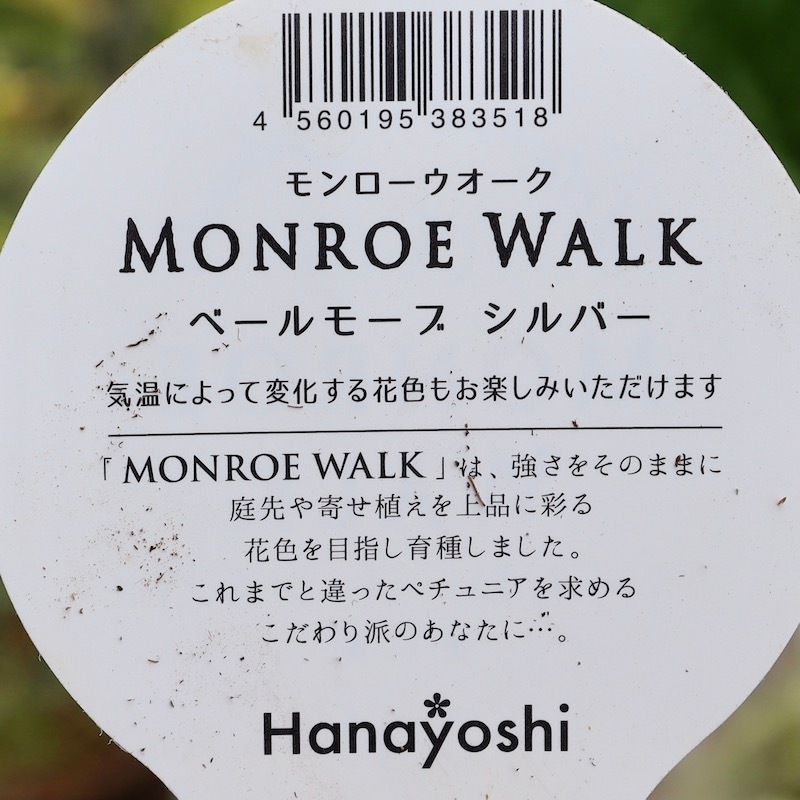 4 560195 383518
モンローウオーク
MONROE WALK
ペールモーブ シルバー
気温によって変化する花色もお楽しみいただけます
「MONROE WALK」は、強さをそのままに
庭先や寄せ植えを上品に彩る
花色を目指し育種しました。
これまでと違ったペチュニアを求める
こだわり派のあなたに…。
Hanayoshi